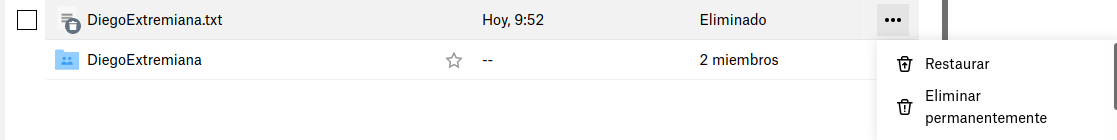 DiegoExtremiana.txt Hoy, 9:52 Eliminado •••
DiegoExtremiana -- 2 miembros
Restaurar
Eliminar
permanentemente